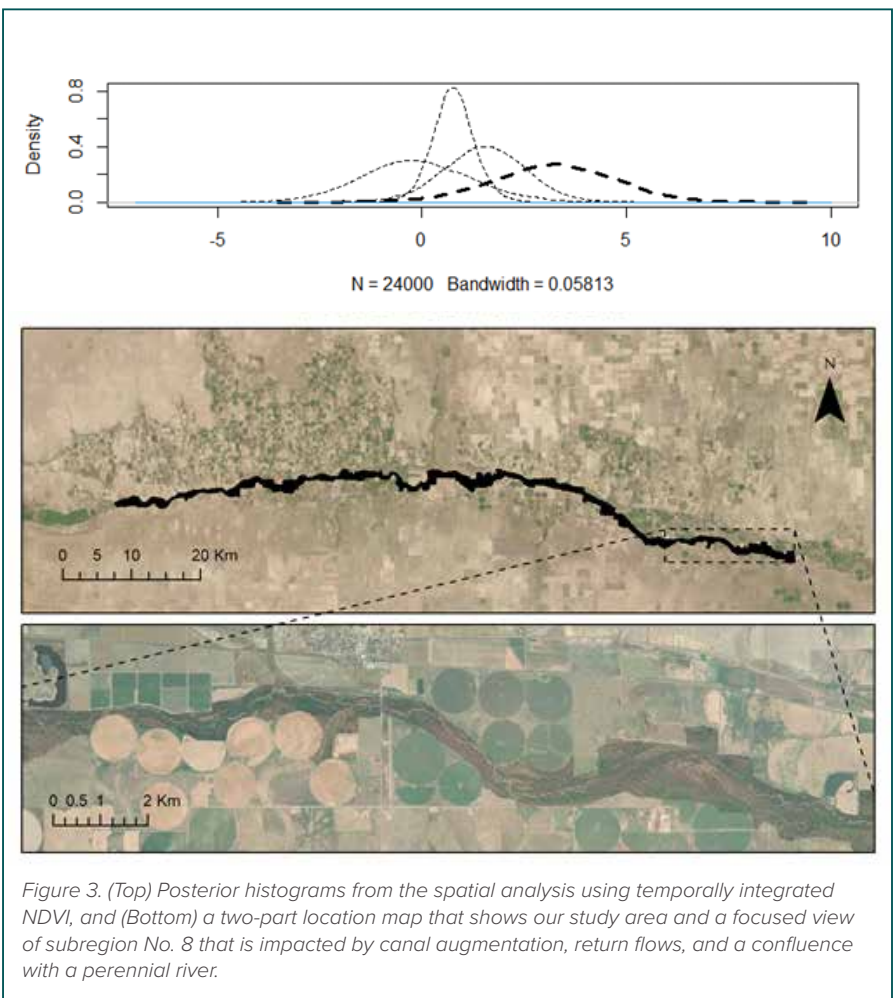 0.8
0.4
0.0
Density
-5 0 5 10
N = 24000 Bandwidth = 0.05813
N
0 5 10 20 Km
0 0.5 1 2 Km
Figure 3. (Top) Posterior histograms from the spatial analysis using temporally integrated
NDVI, and (Bottom) a two-part location map that shows our study area and a focused view
of subregion No. 8 that is impacted by canal augmentation, return flows, and a confluence
with a perennial river.